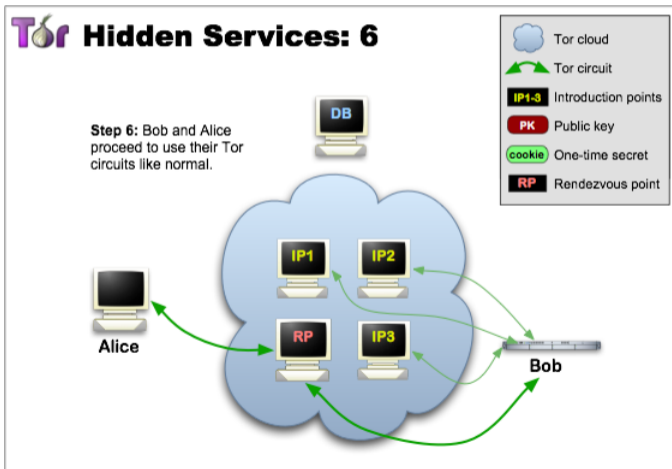 Tor Hidden Services: 6
Step 6: Bob and Alice
proceed to use their Tor
circuits like normal.
DB
Tor cloud
Tor circuit
IP1-3 Introduction points
PK Public key
cookie One-time secret
RP Rendezvous point
IP1 IP2
Alice
RP IP3
Bob